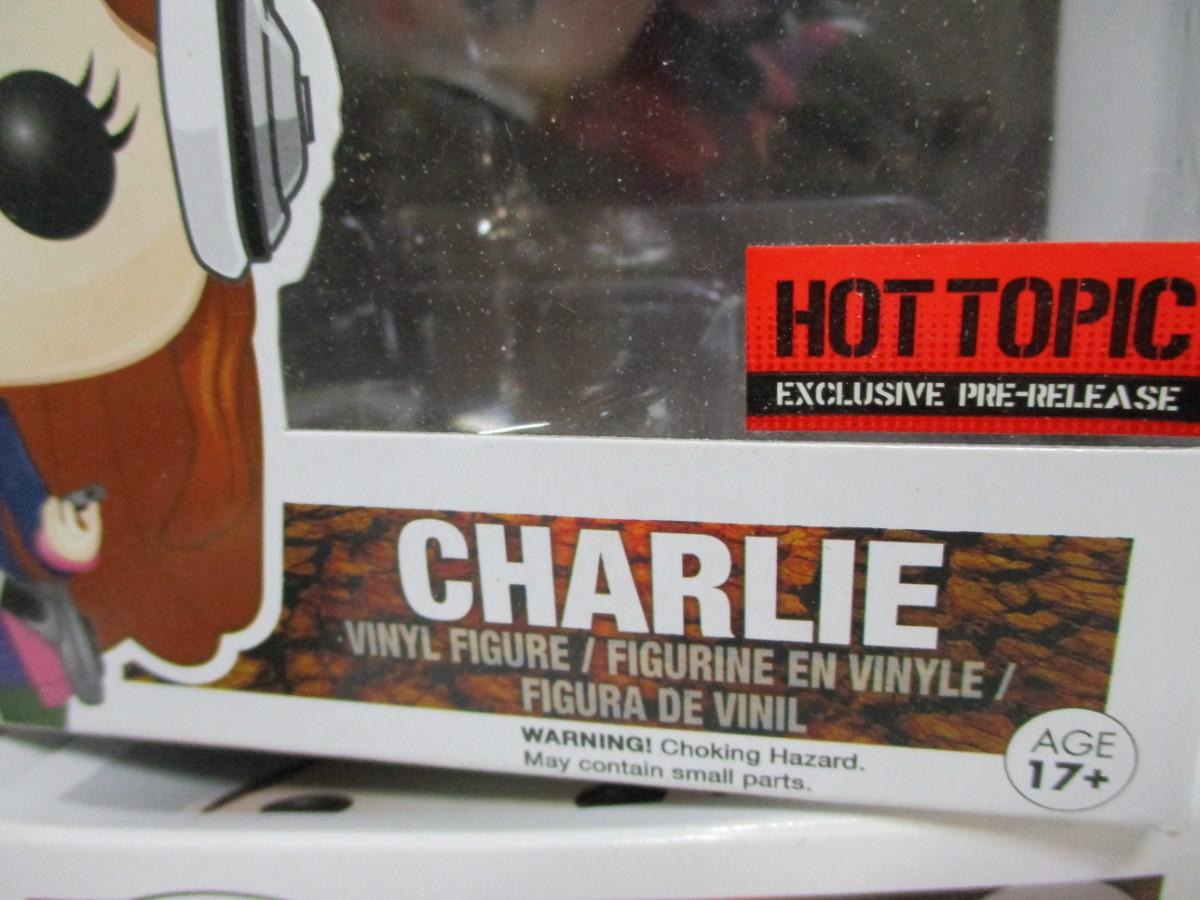 HOT TOPIC
EXCLUSIVE PRE-RELEASE
CHARLIE
VINYL FIGURE / FIGURINE EN VINYLE /
FIGURA DE VINIL
WARNING! Choking Hazard.
May contain small parts.
AGE
17+